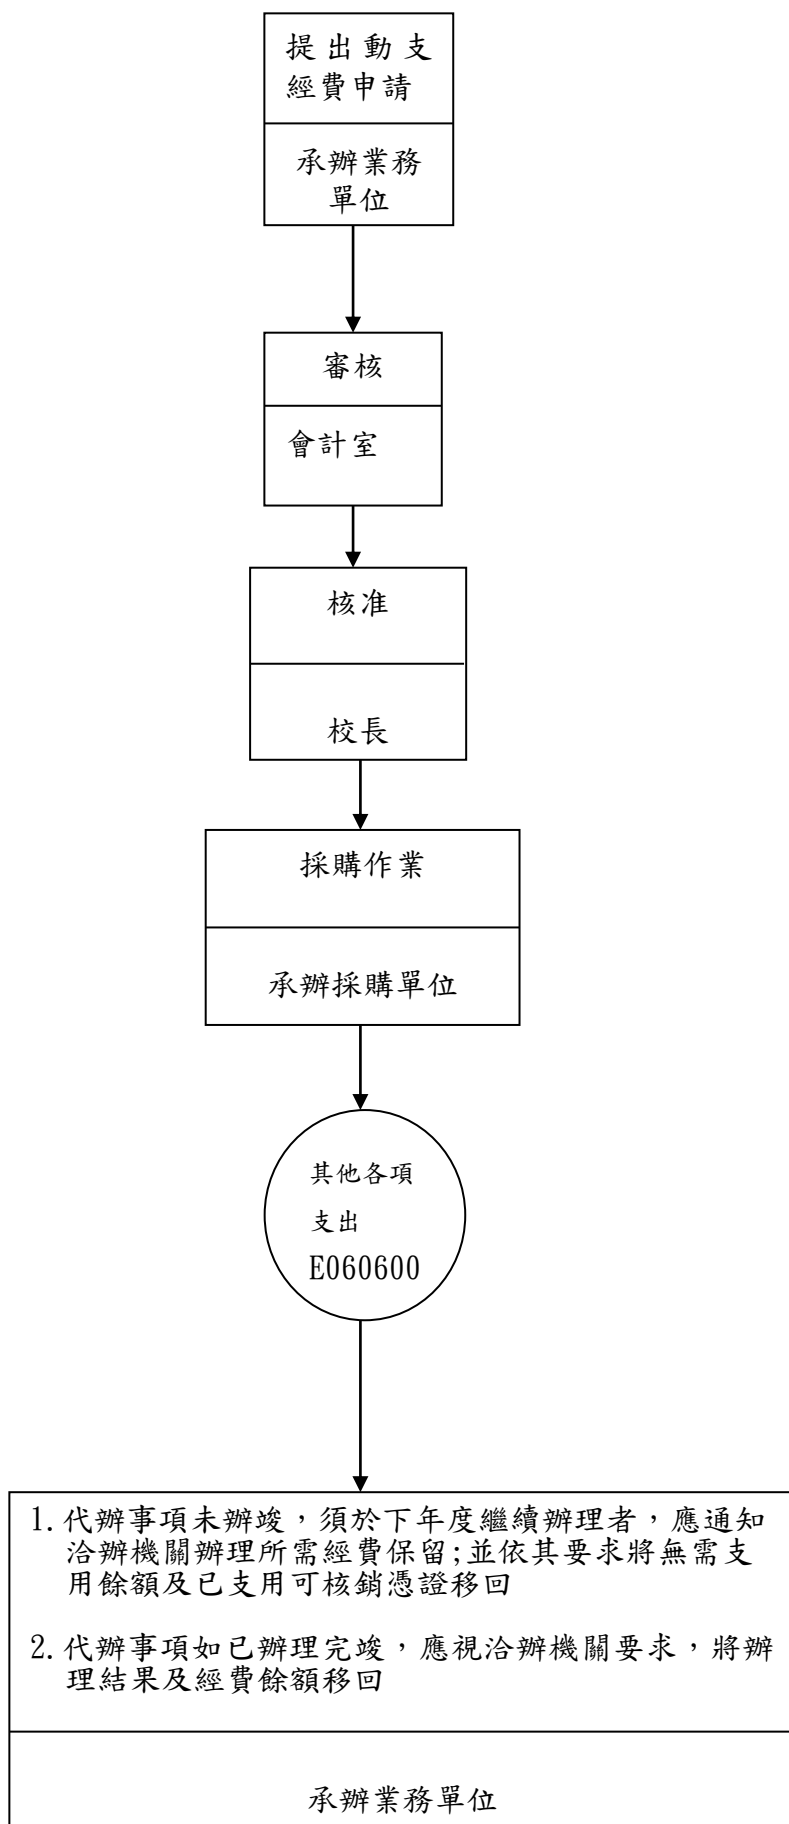 提出動支
經費申請
承辦業務
單位
審核
會計室
核准
校長
採購作業
承辦採購單位
其他各項
支出
E060600
1.代辦事項未辦竣，須於下年度繼續辦理者，應通知
洽辦機關辦理所需經費保留;並依其要求將無需支
用餘額及已支用可核銷憑證移回
2.代辦事項如已辦理完竣，應視洽辦機關要求，將辦
理結果及經費餘額移回
承辦業務單位